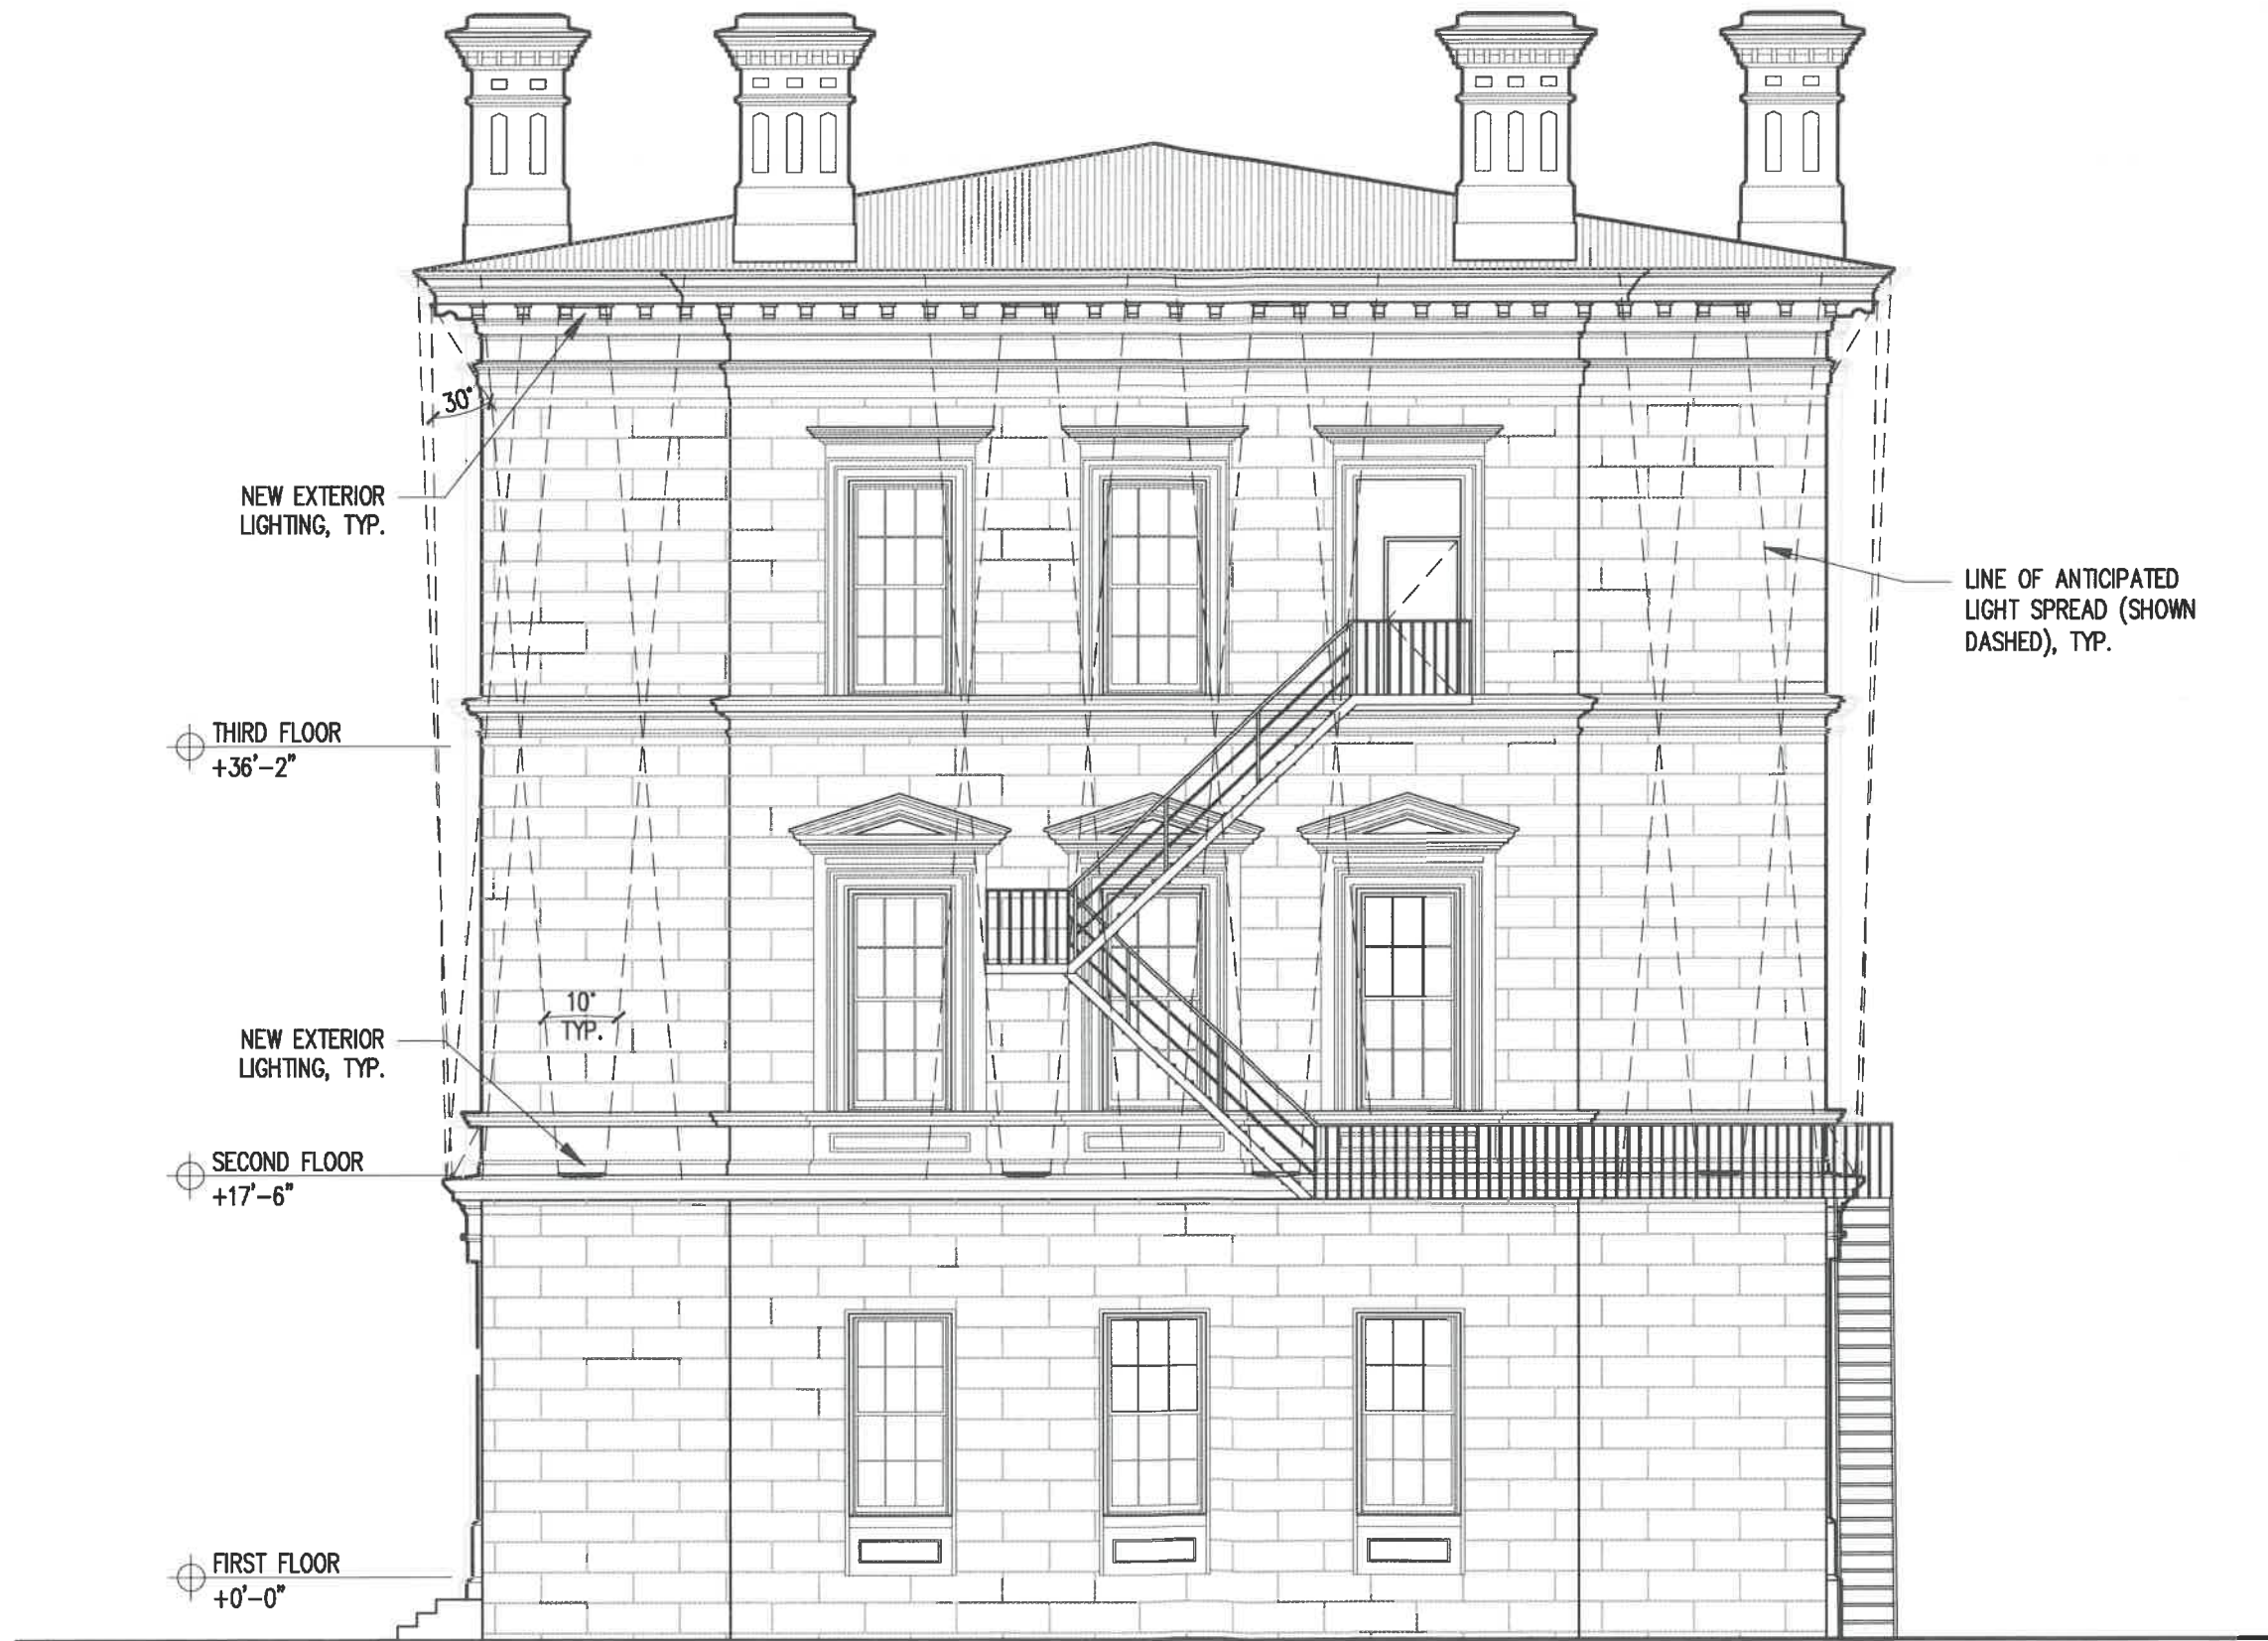 30°
NEW EXTERIOR
LIGHTING, TYP.
LINE OF ANTICIPATED
LIGHT SPREAD (SHOWN
DASHED), TYP.
THIRD FLOOR
+36'-2"
10°
TYP.
NEW EXTERIOR
LIGHTING, TYP.
SECOND FLOOR
+17'-6"
FIRST FLOOR
+0'-0"